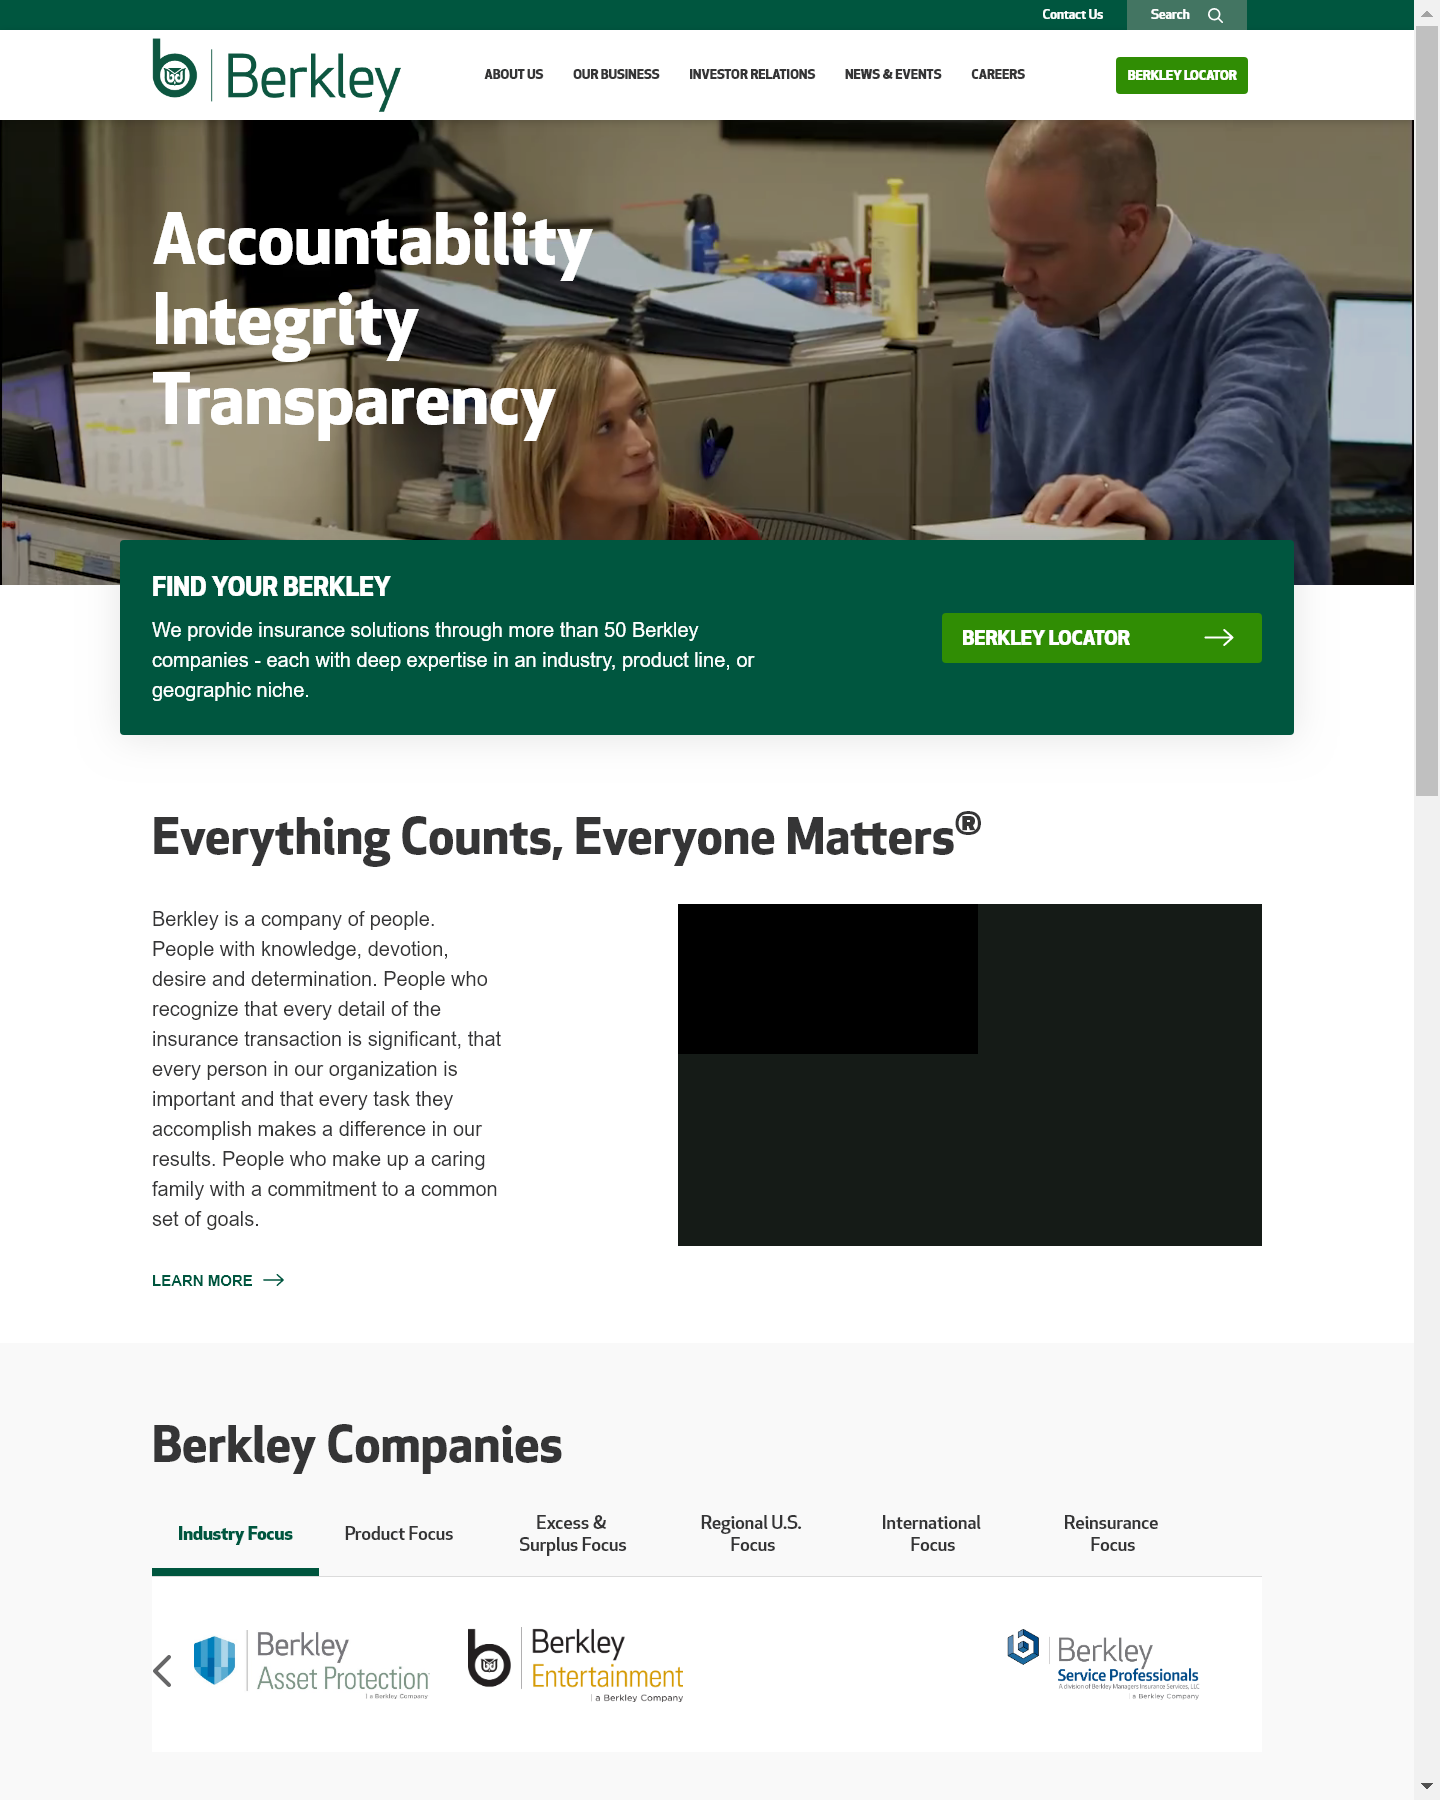 Contact Us
Search
Berkley
ABOUT US
OUR BUSINESS
INVESTOR RELATIONS
NEWS & EVENTS
CAREERS
BERKLEY LOCATOR
Accountability
Integrity
Transparency
FIND YOUR BERKLEY
We provide insurance solutions through more than 50 Berkley
companies - each with deep expertise in an industry, product line, or
geographic niche.
BERKLEY LOCATOR
Everything Counts, Everyone Matters®
Berkley is a company of people.
People with knowledge, devotion,
desire and determination. People who
recognize that every detail of the
insurance transaction is significant, that
every person in our organization is
important and that every task they
accomplish makes a difference in our
results. People who make up a caring
family with a commitment to a common
set of goals.
LEARN MORE
Berkley Companies
Industry Focus
Product Focus
Excess &
Surplus Focus
Regional U.S.
Focus
International
Focus
Reinsurance
Focus
Berkley
Asset Protection
| a Berkley Company
Berkley
Entertainment
| a Berkley Company
Berkley
Service Professionals
A division of Berkley Managers Insurance Services, LLC
| a Berkley Company